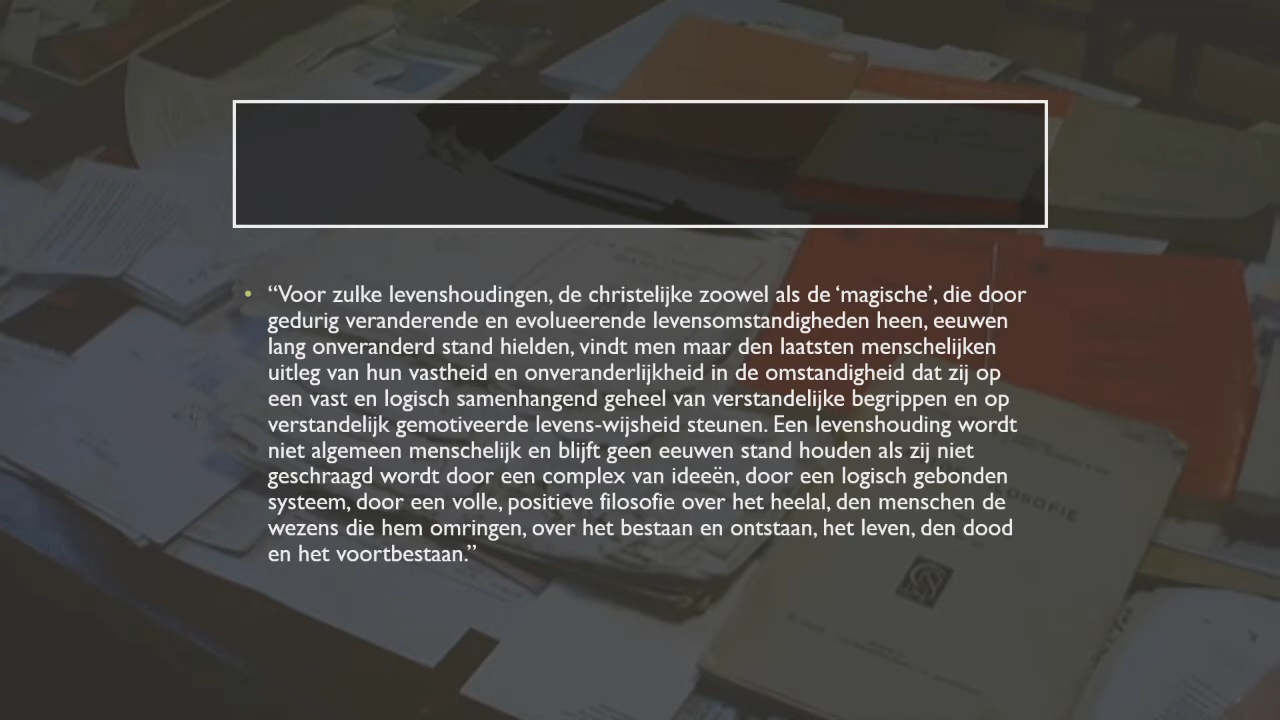 “Voor zulke levenshoudingen, de christelijke zoowel als de ‘magische’, die door
gedurig veranderende en evolueerende levensomstandigheden heen, eeuwen
lang onveranderd stand hielden, vindt men maar den laatsten menschelijken
uitleg van hun vastheid en onveranderlijkheid in de omstandigheid dat zij op
een vast en logisch samenhangend geheel van verstandelijke begrippen en op
verstandelijk gemotiveerde levens-wijsheid steunen. Een levenshouding wordt
niet algemeen menschelijk en blijft geen eeuwen stand houden als zij niet
geschraagd wordt door een complex van ideeën, door een logisch gebonden
systeem, door een volle, positieve filosofie over het heelal, den menschen de
wezens die hem omringen, over het bestaan en ontstaan, het leven, den dood
en het voortbestaan.”